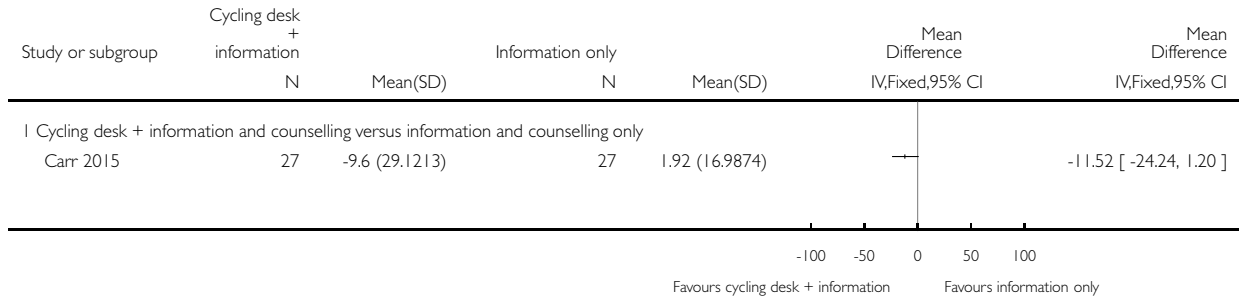 Study or subgroup Cycling desk + information Information only Mean Difference Mean Difference
N Mean(SD) N Mean(SD) IV,Fixed,95% CI IV,Fixed,95% CI
1 Cycling desk + information and counselling versus information and counselling only
Carr 2015 27 -9.6 (29.1213) 27 1.92 (16.9874) -11.52 [ -24.24, 1.20 ]
-100 -50 0 50 100
Favours cycling desk + information Favours information only